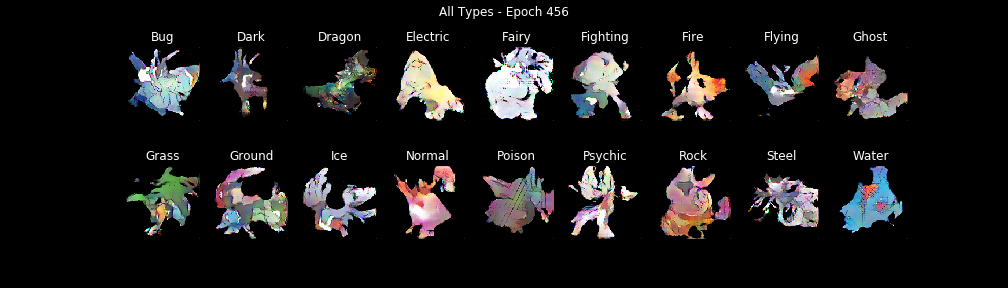 All Types - Epoch 456
Bug Dark Dragon Electric Fairy Fighting Fire Flying Ghost
Grass Ground Ice Normal Poison Psychic Rock Steel Water